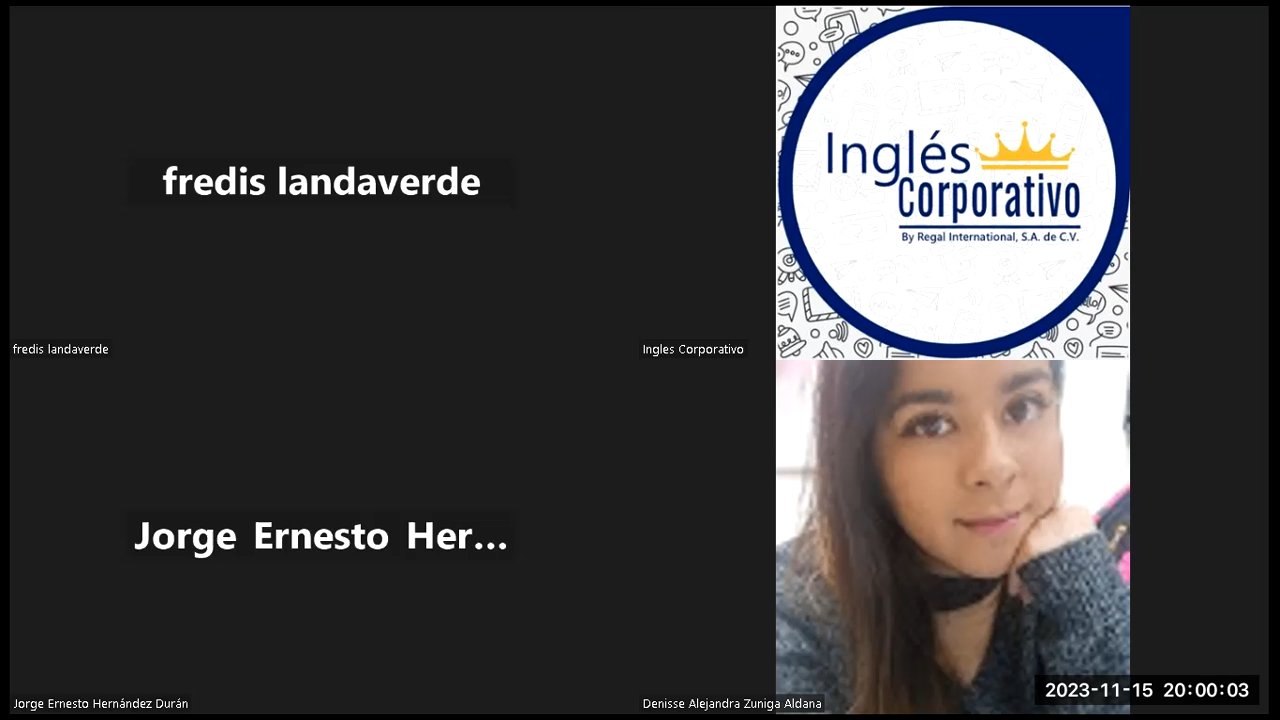 fredis landaverde
fredis landaverde
Inglés
Corporativo
By Regal International, S.A. de C.V.
Ingles Corporativo
Jorge Ernesto Her...
Jorge Ernesto Hernández Durán
Denisse Alejandra Zuniga Aldana
2023-11-15 20:00:03